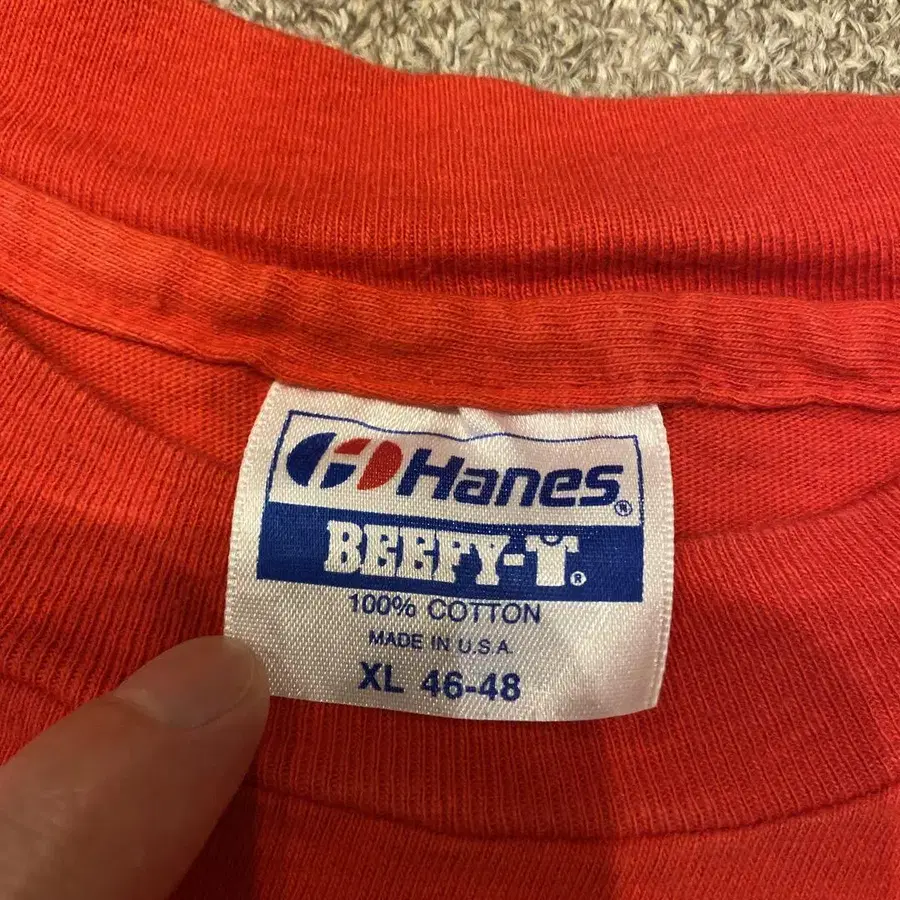 Hanes®
BEEFY-T®
100% COTTON
MADE IN U.S.A.
XL 46-48